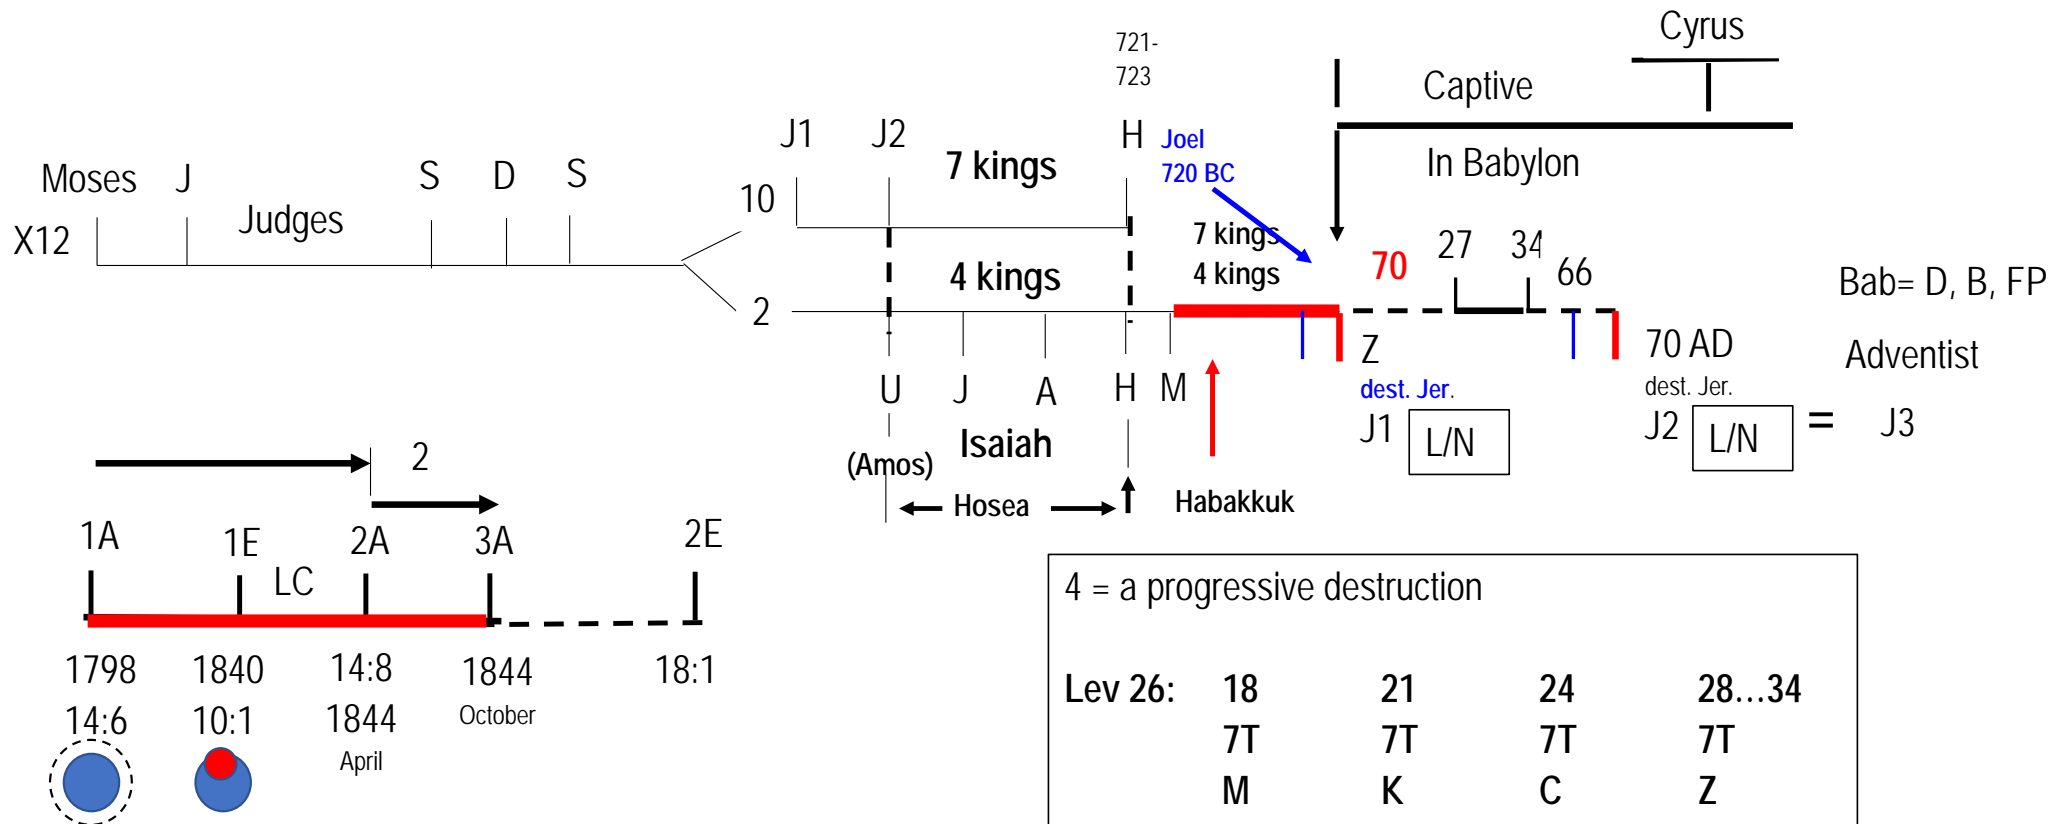 Moses J Judges S D S
X12
10
2
J1 J2 7 kings H
721-
723
4 kings
Joel
720 BC
7 kings
4 kings
Cyrus
Captive
In Babylon
70 27 34 66
Bab= D, B, FP
Adventist
U J A H M
(Amos) Isaiah
Hosea
Habakkuk
Z
dest. Jer.
J1 L/N
70 AD
dest. Jer.
J2 L/N = J3
2
1A 1E LC 2A 3A 2E
1798 1840 14:8 1844 18:1
14:6 10:1 1844 October
April
4 = a progressive destruction
Lev 26: 18 21 24 28…34
7T 7T 7T 7T
M K C Z